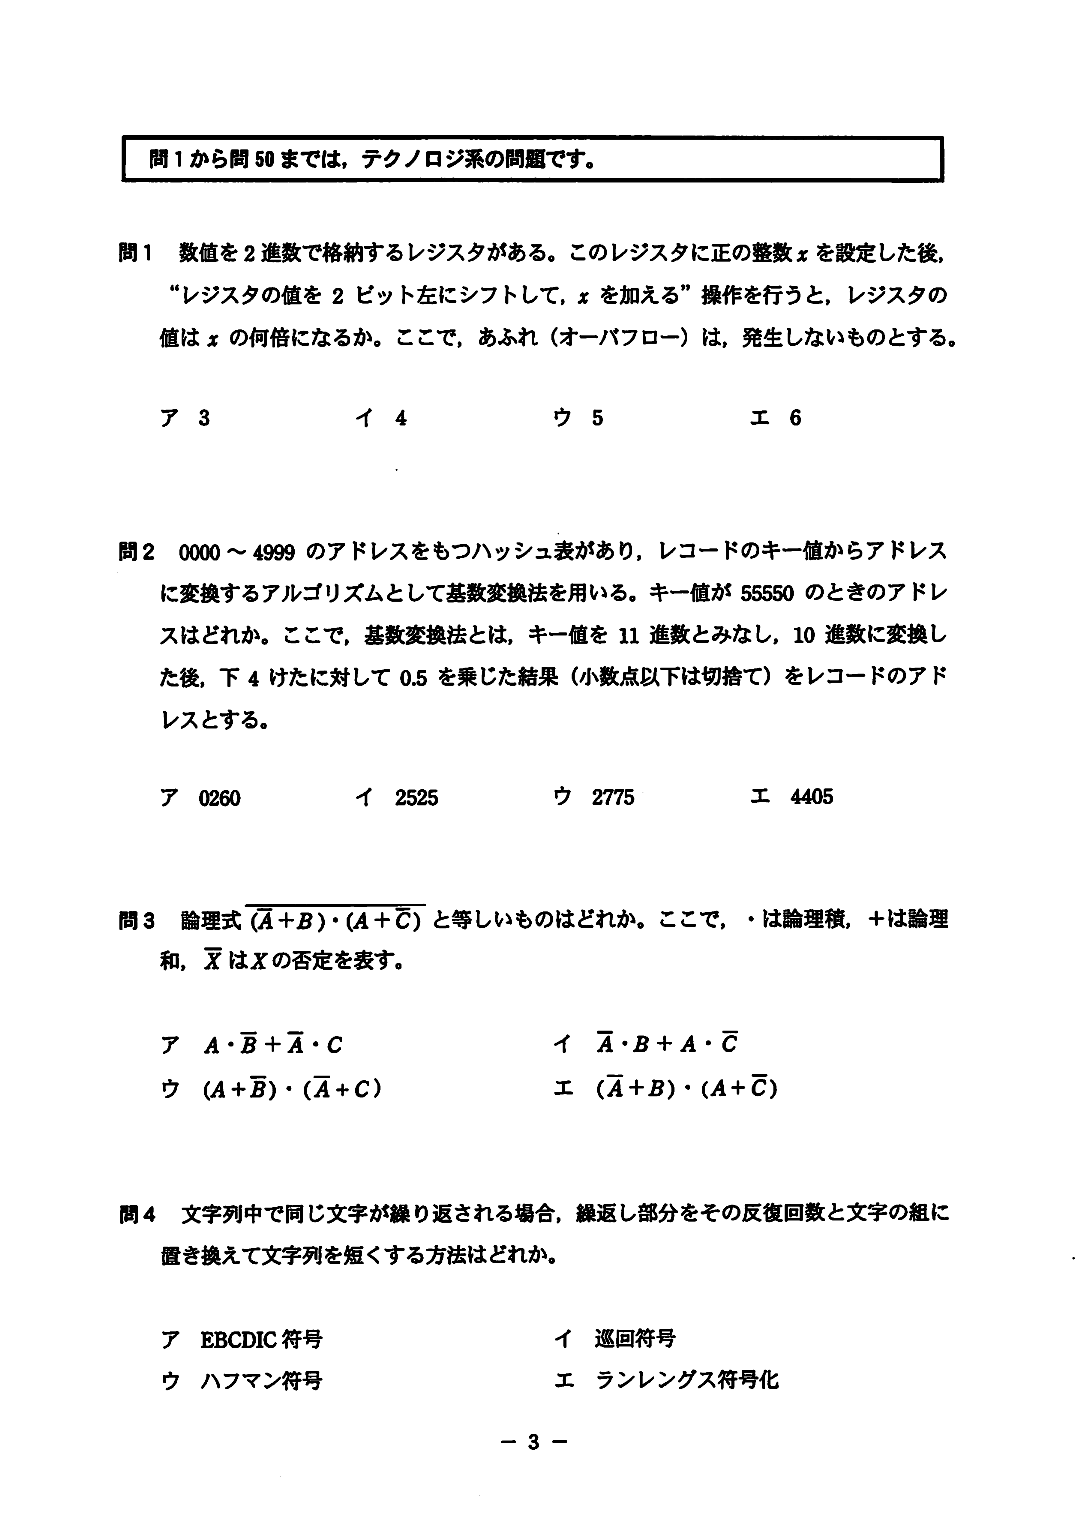 問1から問50までは，テクノロジ系の問題です。
問1 数値を2進数で格納するレジスタがある。このレジスタに正の整数xを設定した後，
“レジスタの値を2ビット左にシフトして，xを加える”操作を行うと，レジスタの
値はxの何倍になるか。ここで，あふれ（オーバフロー）は，発生しないものとする。
ア 3 イ 4 ウ 5 エ 6
問2 0000～4999のアドレスをもつハッシュ表があり，レコードのキー値からアドレス
に変換するアルゴリズムとして基数変換法を用いる。キー値が55550のときのアドレ
スはどれか。ここで，基数変換法とは，キー値を11進数とみなし，10進数に変換し
た後，下4けたに対して0.5を乗じた結果（小数点以下は切捨て）をレコードのアド
レスとする。
ア 0260 イ 2525 ウ 2775 エ 4405
問3 論理式 $\overline{(\overline{A}+B)・(A+\overline{C})}$ と等しいものはどれか。ここで，・は論理積，＋は論理
和，$\overline{X}$はXの否定を表す。
ア $A・\overline{B}+\overline{A}・C$ イ $\overline{A}・B+A・\overline{C}$
ウ $(A+\overline{B})・(\overline{A}+C)$ エ $(\overline{A}+B)・(A+\overline{C})$
問4 文字列中で同じ文字が繰り返される場合，繰返し部分をその反復回数と文字の組に
置き換えて文字列を短くする方法はどれか。
ア EBCDIC符号 イ 巡回符号
ウ ハフマン符号 エ ランレングス符号化
－ 3 －